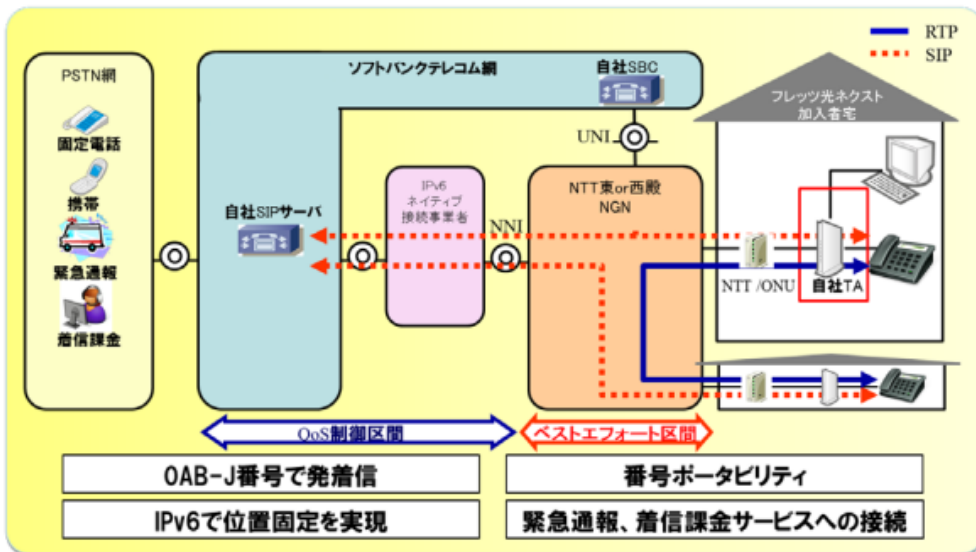 RTP
SIP
PSTN網
固定電話
携帯
緊急通報
着信課金
ソフトバンクテレコム網
自社SBC
自社SIPサーバ
IPv6
ネイティブ
接続事業者
UNI
NNI
NTT東or西殿
NGN
フレッツ光ネクスト
加入者宅
NTT /ONU
自社TA
QoS制御区間
ベストエフォート区間
0AB-J番号で発着信
番号ポータビリティ
IPv6で位置固定を実現
緊急通報、着信課金サービスへの接続